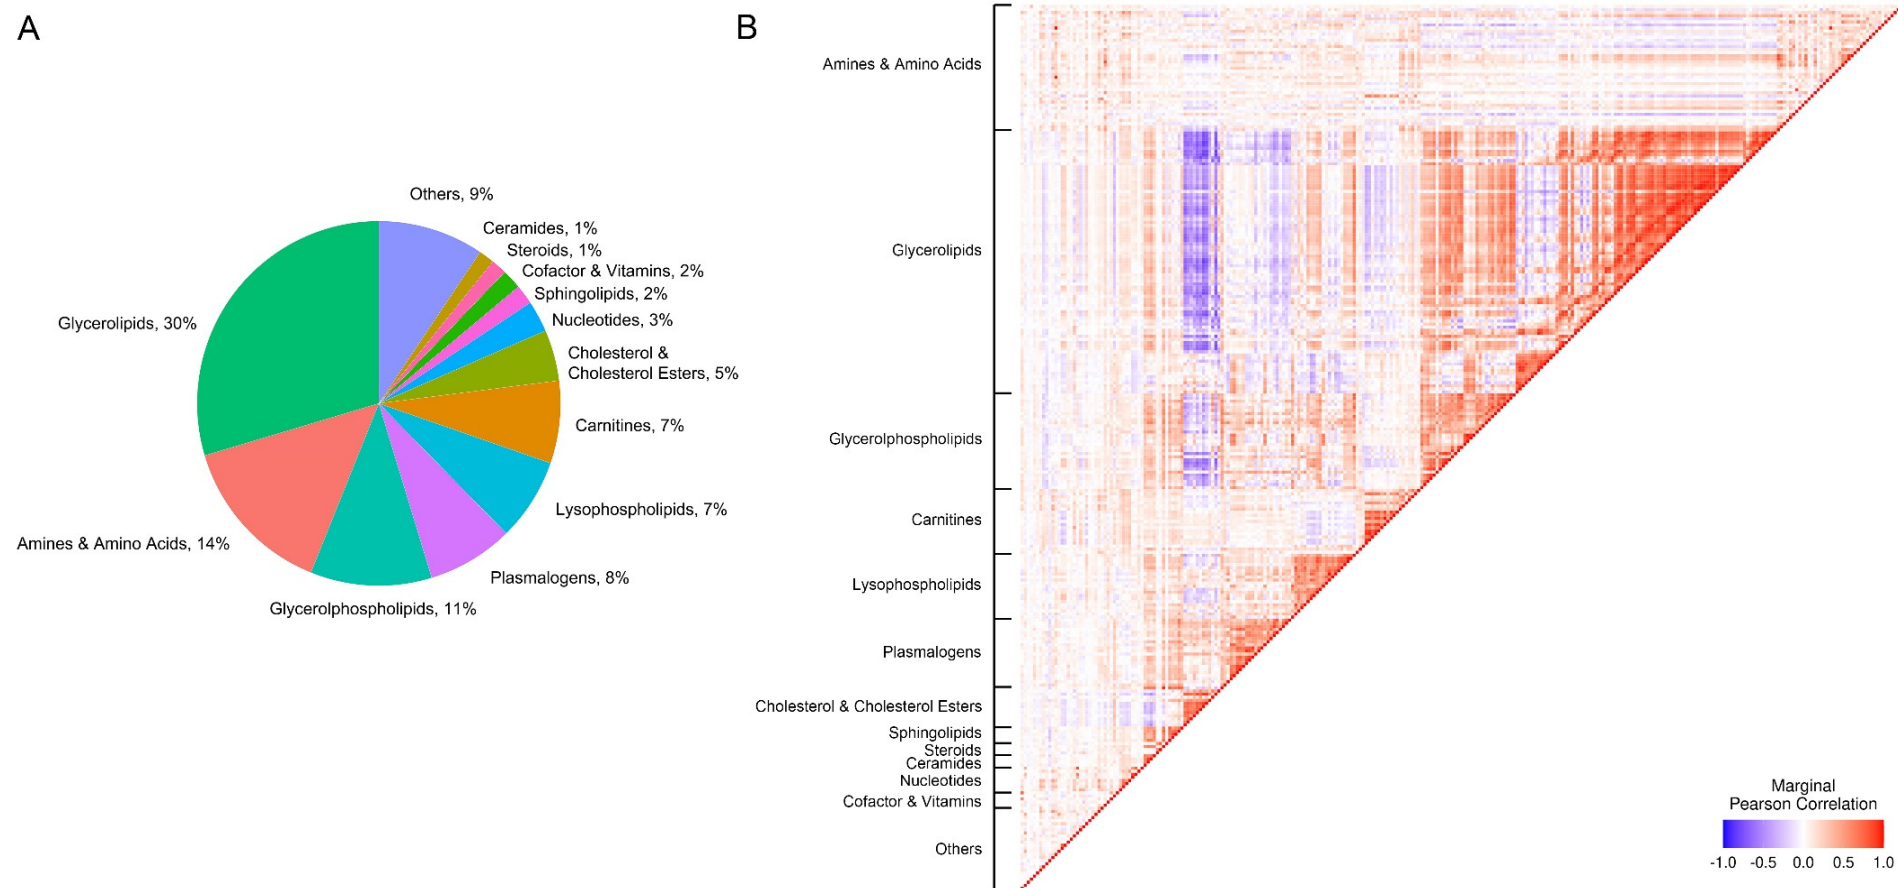 A
Others, 9%
Ceramides, 1%
Steroids, 1%
Cofactor & Vitamins, 2%
Sphingolipids, 2%
Nucleotides, 3%
Cholesterol &
Cholesterol Esters, 5%
Carnitines, 7%
Lysophospholipids, 7%
Plasmalogens, 8%
Glycerolphospholipids, 11%
Amines & Amino Acids, 14%
Glycerolipids, 30%
B
Amines & Amino Acids
Glycerolipids
Glycerolphospholipids
Carnitines
Lysophospholipids
Plasmalogens
Cholesterol & Cholesterol Esters
Sphingolipids
Steroids
Ceramides
Nucleotides
Cofactor & Vitamins
Others
Marginal
Pearson Correlation
-1.0 -0.5 0.0 0.5 1.0